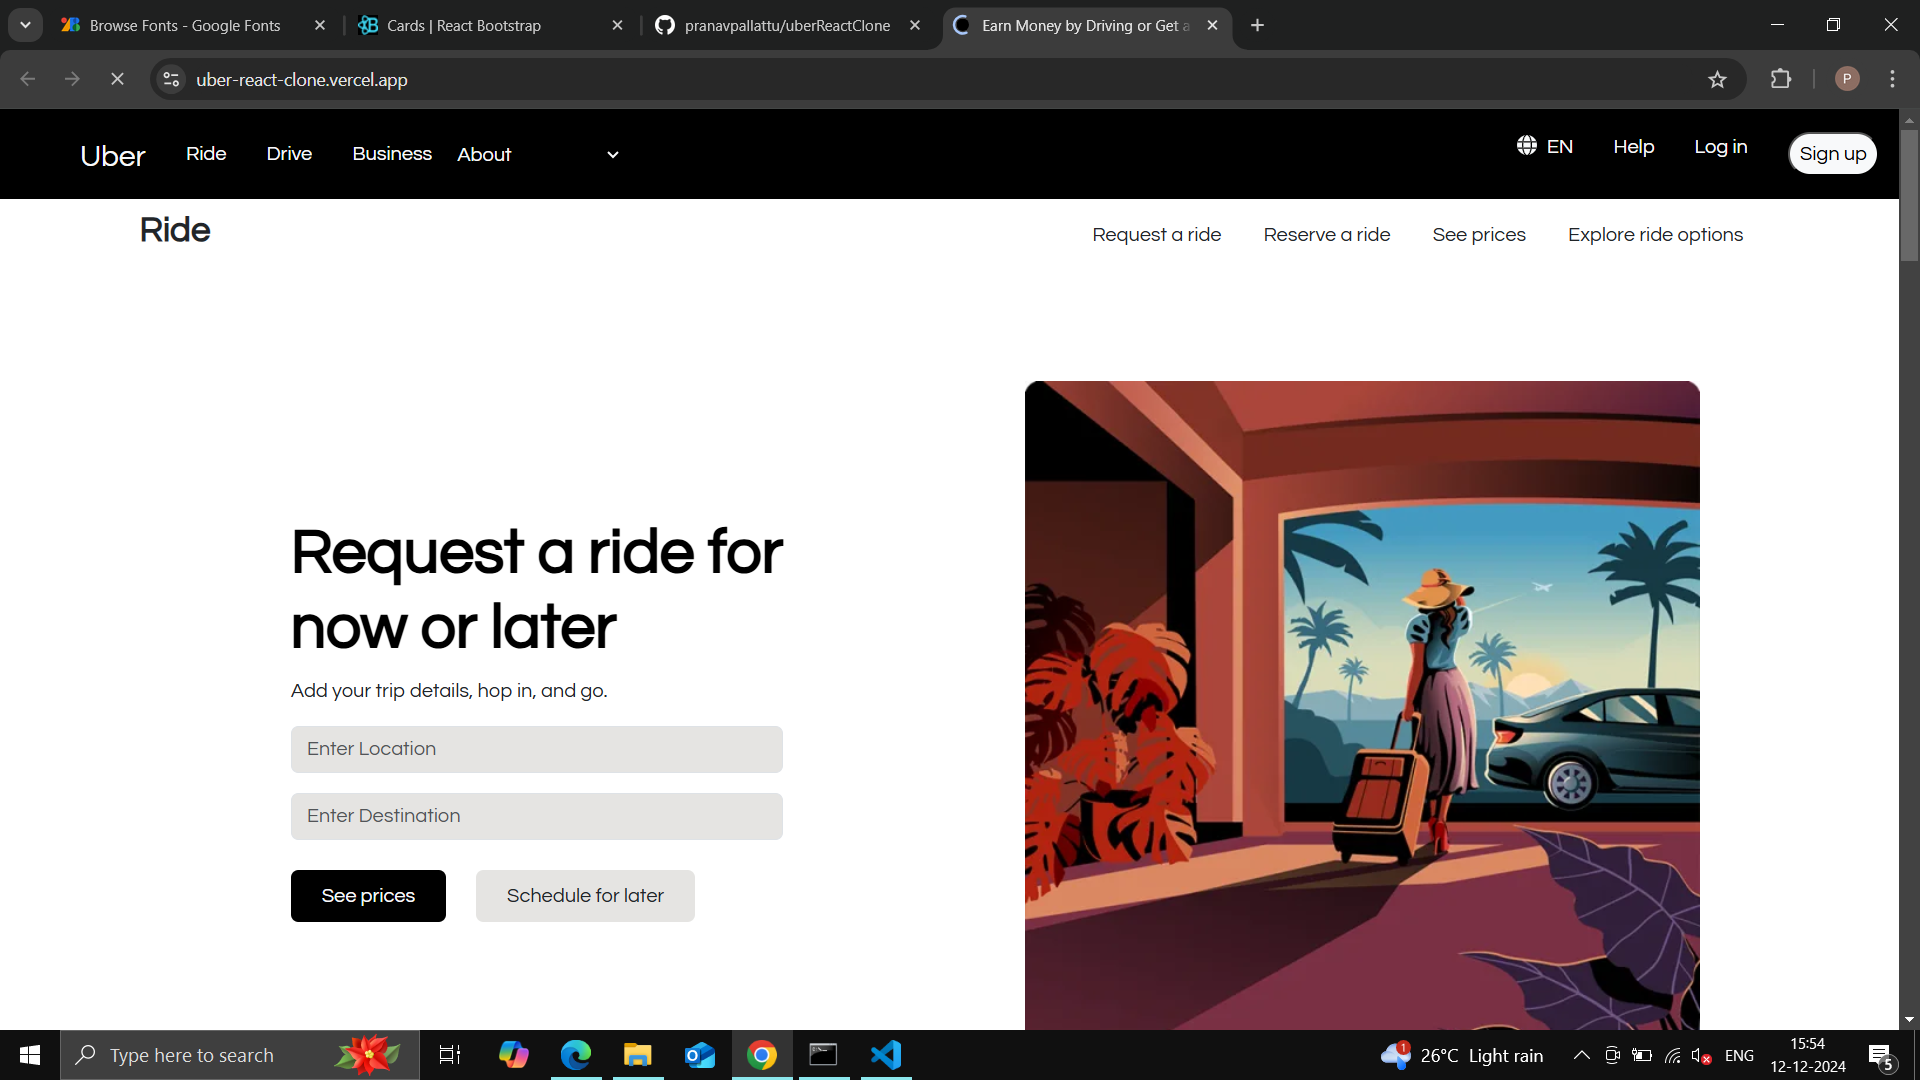 Browse Fonts - Google Fonts
Cards | React Bootstrap
pranavpallattu/uberReactClone
Earn Money by Driving or Get a
uber-react-clone.vercel.app
P
Uber Ride Drive Business About
EN Help Log in Sign up
Ride
Request a ride Reserve a ride See prices Explore ride options
Request a ride for
now or later
Add your trip details, hop in, and go.
Enter Location
Enter Destination
See prices Schedule for later
Type here to search
1
26°C Light rain
ENG
15:54
12-12-2024
5